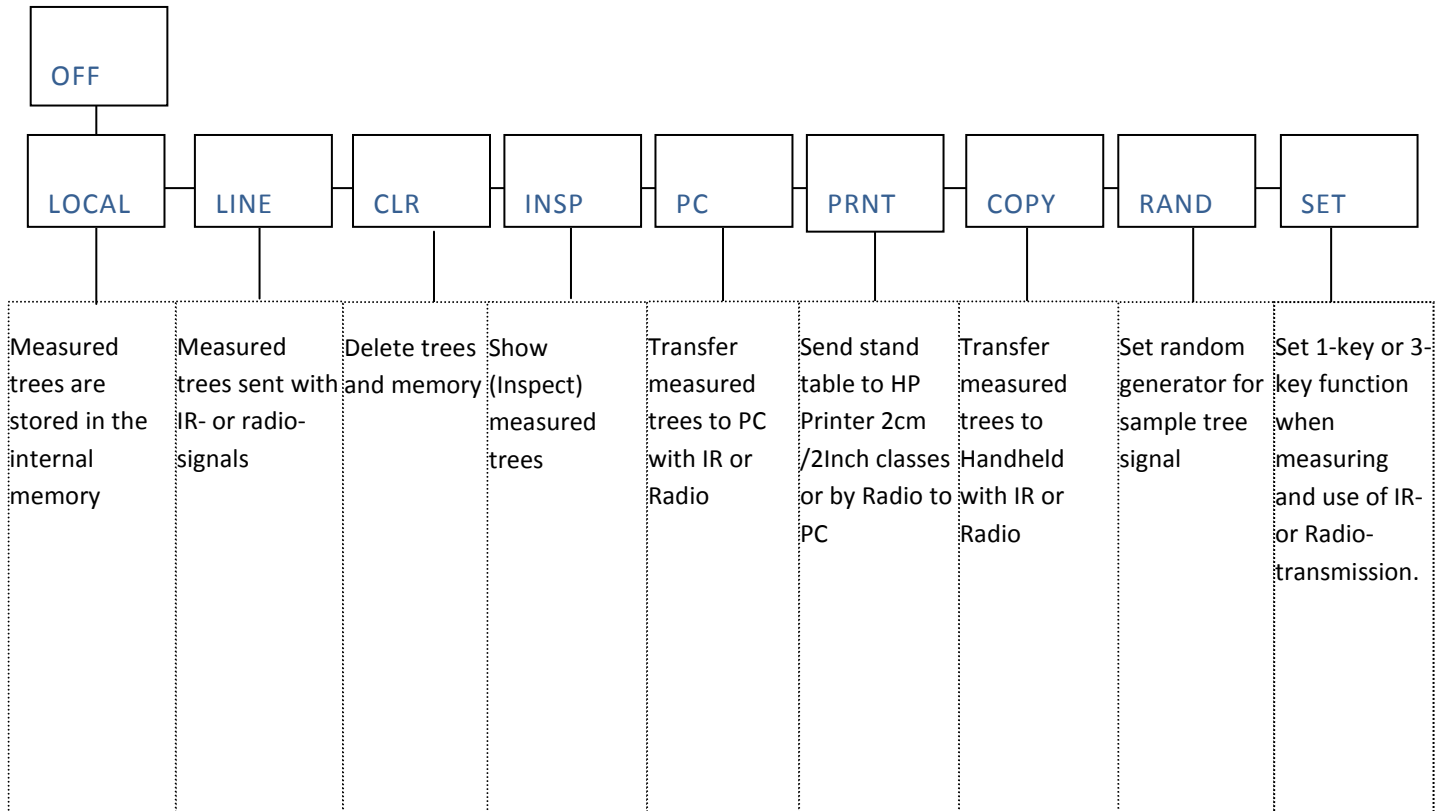 OFF
LOCAL
LINE
CLR
INSP
PC
PRNT
COPY
RAND
SET
Measured
trees are
stored in the
internal
memory
Measured
trees sent with
IR- or radio-
signals
Delete trees
and memory
Show
(Inspect)
measured
trees
Transfer
measured
trees to PC
with IR or
Radio
Send stand
table to HP
Printer 2cm
/2Inch classes
or by Radio to
PC
Transfer
measured
trees to
Handheld
with IR or
Radio
Set random
generator for
sample tree
signal
Set 1-key or 3-
key function
when
measuring
and use of IR-
or Radio-
transmission.